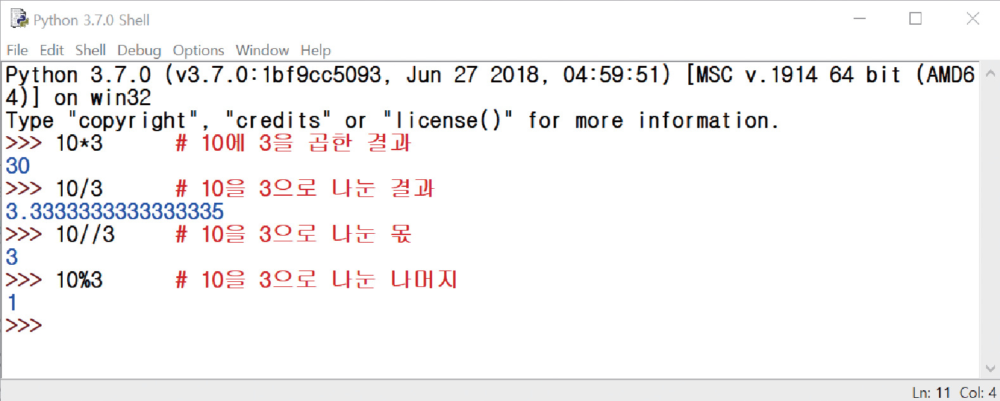 Python 3.7.0 Shell
File Edit Shell Debug Options Window Help
Python 3.7.0 (v3.7.0:1bf9cc5093, Jun 27 2018, 04:59:51) [MSC v.1914 64 bit (AMD6
4)] on win32
Type "copyright", "credits" or "license()" for more information.
>>> 10*3      # 10에 3을 곱한 결과
30
>>> 10/3      # 10을 3으로 나눈 결과
3.3333333333333335
>>> 10//3     # 10을 3으로 나눈 몫
3
>>> 10%3      # 10을 3으로 나눈 나머지
1
>>>
Ln: 11 Col: 4